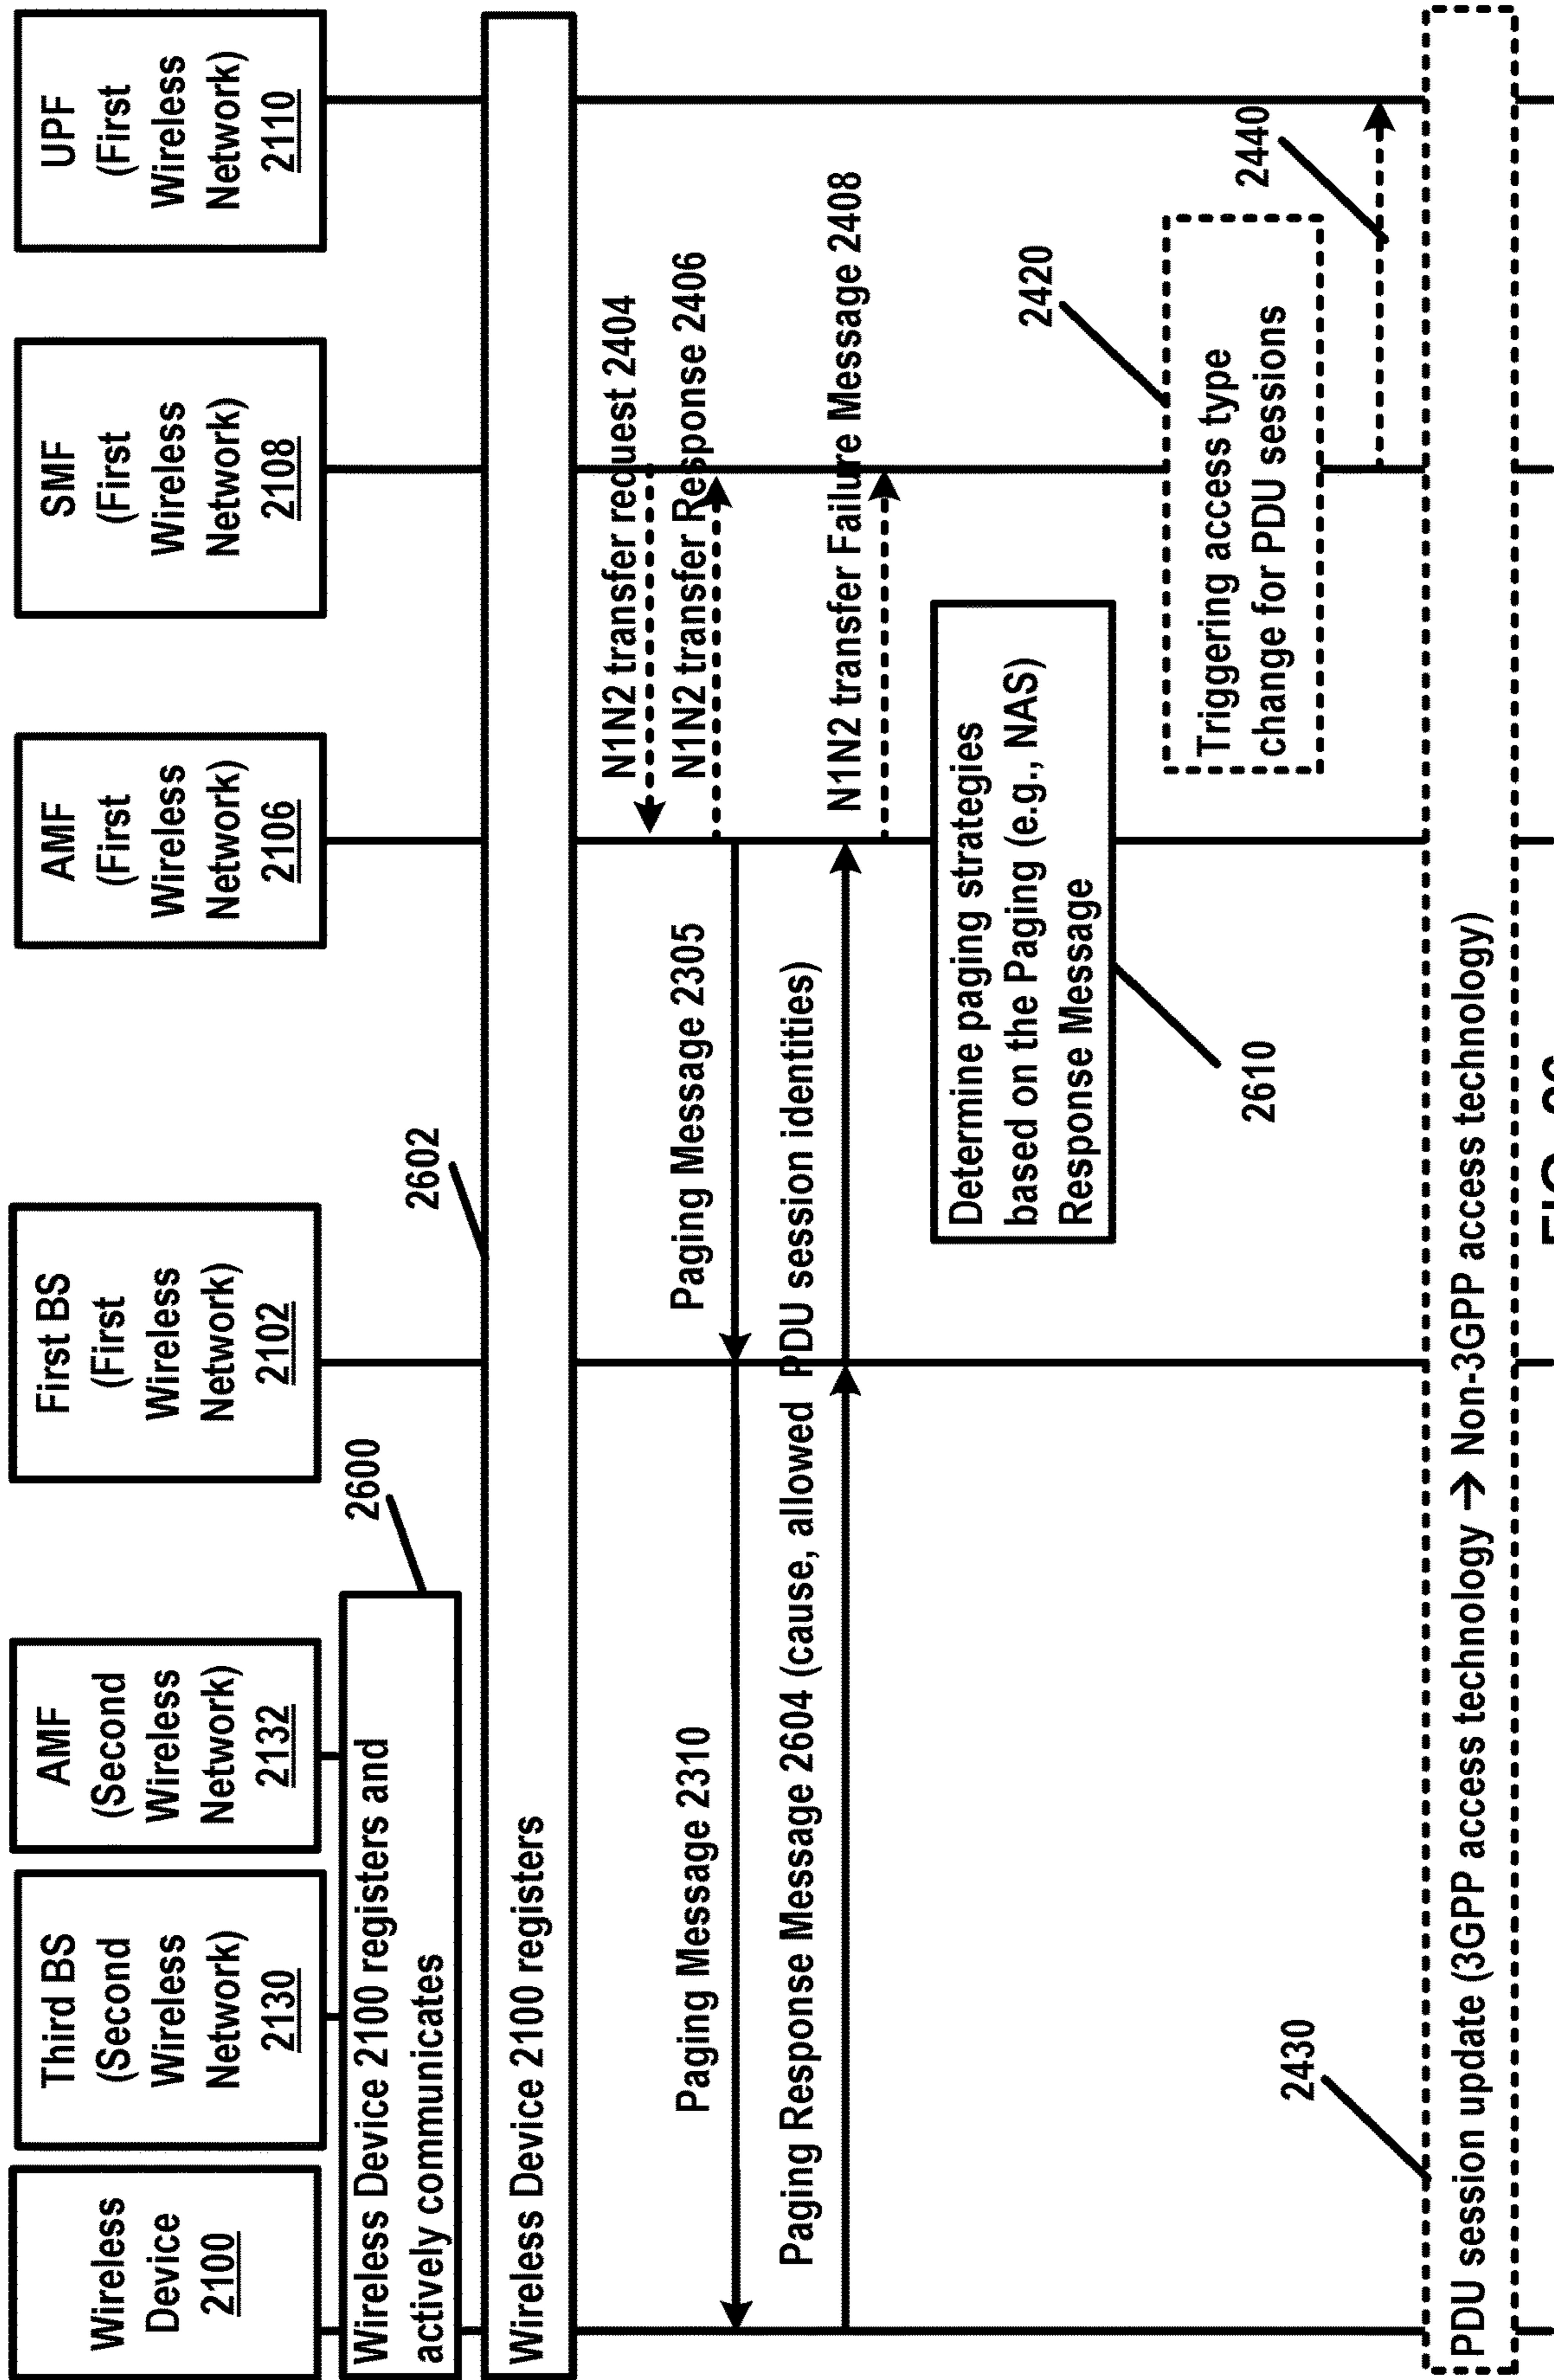 Wireless
Device
2100
Third BS
(Second
Wireless
Network)
2130
AMF
(Second
Wireless
Network)
2132
First BS
(First
Wireless
Network)
2102
AMF
(First
Wireless
Network)
2106
SMF
(First
Wireless
Network)
2108
UPF
(First
Wireless
Network)
2110
Wireless Device 2100 registers and
actively communicates
2600
2602
Wireless Device 2100 registers
N1N2 transfer request 2404
N1N2 transfer Response 2406
Paging Message 2310
Paging Message 2305
Paging Response Message 2604 (cause, allowed PDU session identities)
N1N2 transfer Failure Message 2408
Determine paging strategies
based on the Paging (e.g., NAS)
Response Message
2610
2420
Triggering access type
change for PDU sessions
2440
2430
PDU session update (3GPP access technology → Non-3GPP access technology)
FIG.